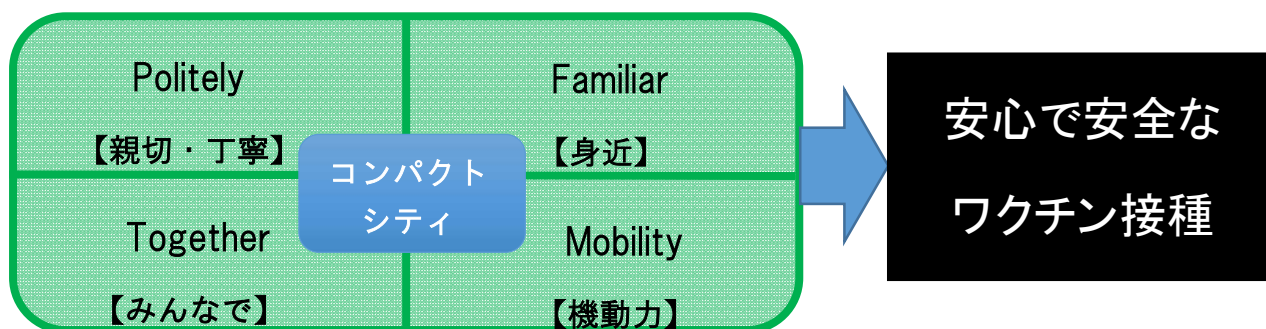 Politely
【親切・丁寧】
Familiar
【身近】
コンパクト
シティ
Together
【みんなで】
Mobility
【機動力】
安心で安全な
ワクチン接種